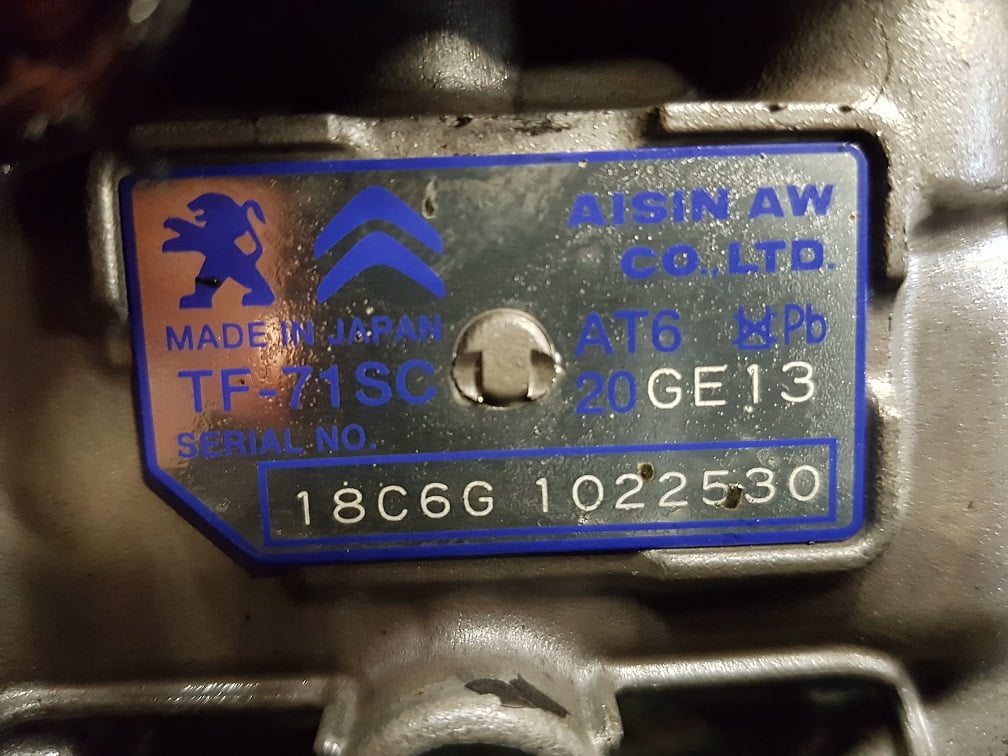 AISIN AW
CO.,LTD.
MADE IN JAPAN
AT6 Pb
TF-71SC
20GE13
SERIAL NO.
18C6G 1022530